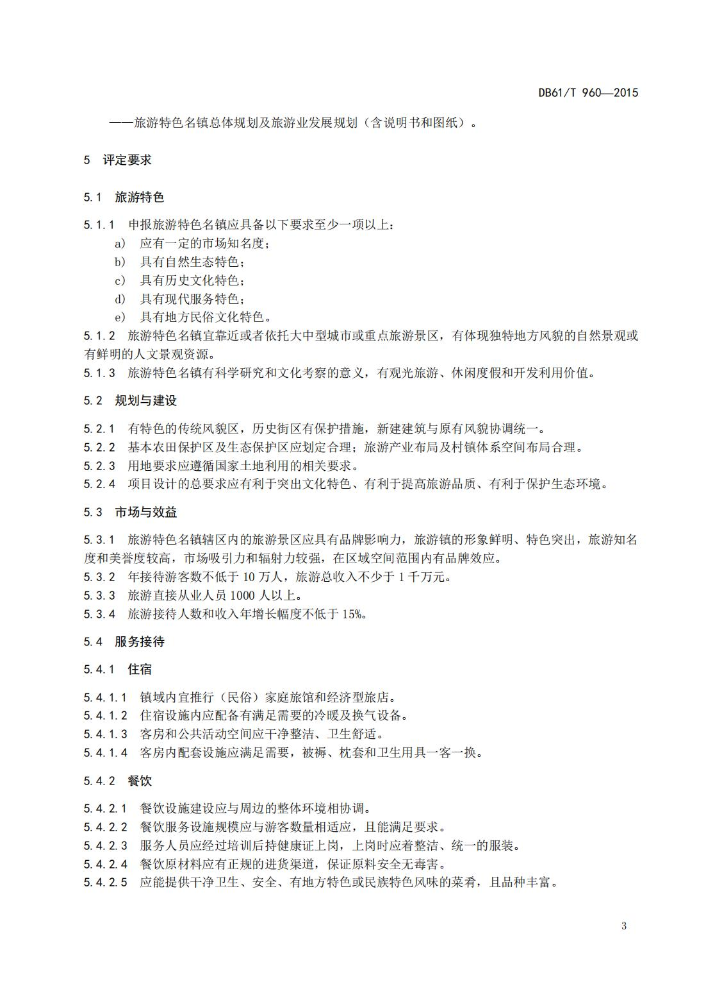 DB61/T 960—2015
——旅游特色名镇总体规划及旅游业发展规划（含说明书和图纸）。
5 评定要求
5.1 旅游特色
5.1.1 申报旅游特色名镇应具备以下要求至少一项以上：
a) 应有一定的市场知名度；
b) 具有自然生态特色；
c) 具有历史文化特色；
d) 具有现代服务特色；
e) 具有地方民俗文化特色。
5.1.2 旅游特色名镇宜靠近或者依托大中型城市或重点旅游景区，有体现独特地方风貌的自然景观或
有鲜明的人文景观资源。
5.1.3 旅游特色名镇有科学研究和文化考察的意义，有观光旅游、休闲度假和开发利用价值。
5.2 规划与建设
5.2.1 有特色的传统风貌区，历史街区有保护措施，新建建筑与原有风貌协调统一。
5.2.2 基本农田保护区及生态保护区应划定合理；旅游产业布局及村镇体系空间布局合理。
5.2.3 用地要求应遵循国家土地利用的相关要求。
5.2.4 项目设计的总要求应有利于突出文化特色、有利于提高旅游品质、有利于保护生态环境。
5.3 市场与效益
5.3.1 旅游特色名镇辖区内的旅游景区应具有品牌影响力，旅游镇的形象鲜明、特色突出，旅游知名
度和美誉度较高，市场吸引力和辐射力较强，在区域空间范围内有品牌效应。
5.3.2 年接待游客数不低于 10 万人，旅游总收入不少于 1 千万元。
5.3.3 旅游直接从业人员 1000 人以上。
5.3.4 旅游接待人数和收入年增长幅度不低于 15%。
5.4 服务接待
5.4.1 住宿
5.4.1.1 镇域内宜推行（民俗）家庭旅馆和经济型旅店。
5.4.1.2 住宿设施内应配备有满足需要的冷暖及换气设备。
5.4.1.3 客房和公共活动空间应干净整洁、卫生舒适。
5.4.1.4 客房内配套设施应满足需要，被褥、枕套和卫生用具一客一换。
5.4.2 餐饮
5.4.2.1 餐饮设施建设应与周边的整体环境相协调。
5.4.2.2 餐饮服务设施规模应与游客数量相适应，且能满足要求。
5.4.2.3 服务人员应经过培训后持健康证上岗，上岗时应着整洁、统一的服装。
5.4.2.4 餐饮原材料应有正规的进货渠道，保证原料安全无毒害。
5.4.2.5 应能提供干净卫生、安全、有地方特色或民族特色风味的菜肴，且品种丰富。
3